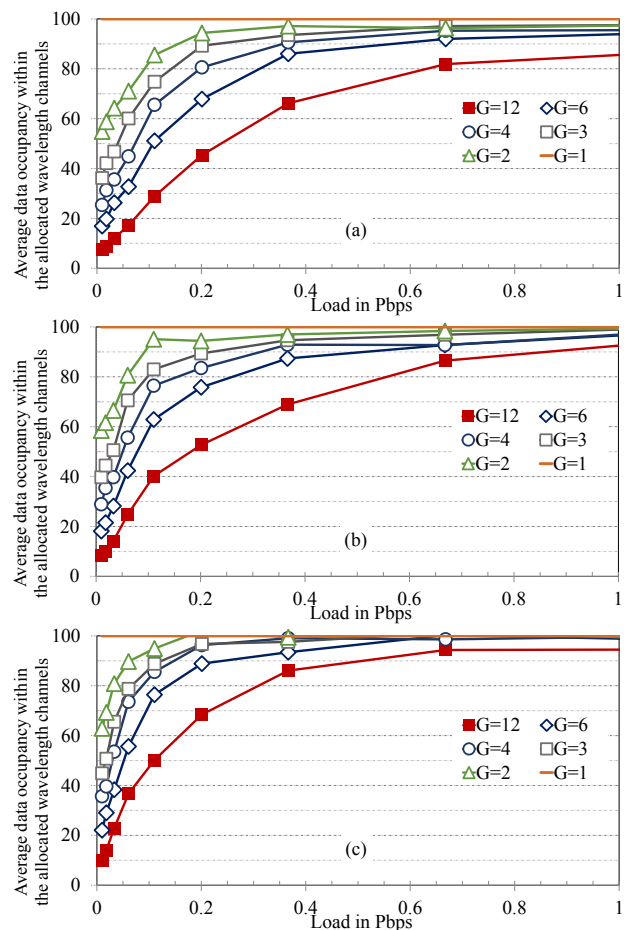 Average data occupancy within
the allocated wavelength channels
100
80
60
40
20
0
G=12 G=6
G=4 G=3
G=2 G=1
(a)
0 0.2 0.4 0.6 0.8 1
Load in Pbps
Average data occupancy within
the allocated wavelength channels
100
80
60
40
20
0
G=12 G=6
G=4 G=3
G=2 G=1
(b)
0 0.2 0.4 0.6 0.8 1
Load in Pbps
Average data occupancy within
the allocated wavelength channels
100
80
60
40
20
0
G=12 G=6
G=4 G=3
G=2 G=1
(c)
0 0.2 0.4 0.6 0.8 1
Load in Pbps